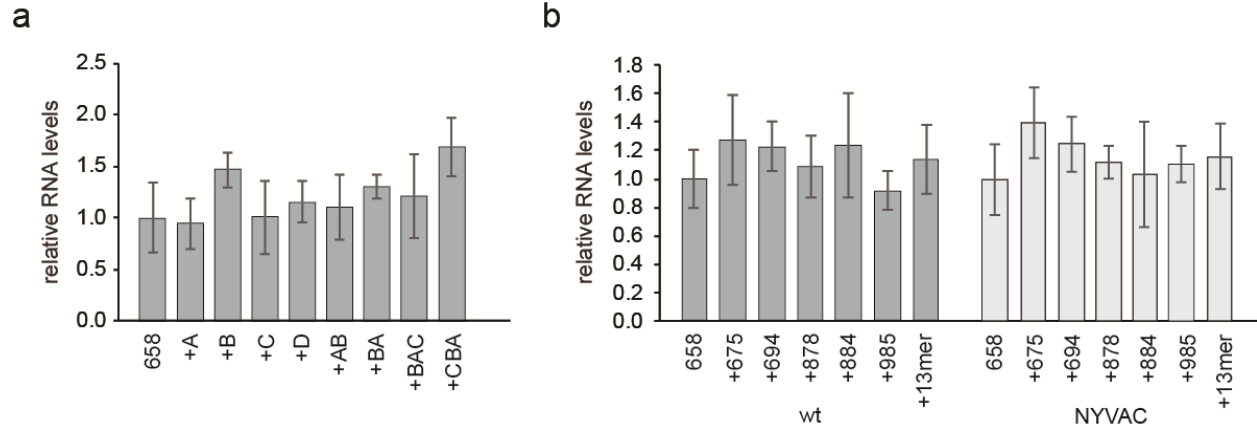 a
relative RNA levels
2.5
2.0
1.5
1.0
0.5
0.0
658
+A
+B
+C
+D
+AB
+BA
+BAC
+CBA
b
relative RNA levels
1.8
1.6
1.4
1.2
1.0
0.8
0.6
0.4
0.2
0.0
658
+675
+694
+878
+884
+985
+13mer
wt
658
+675
+694
+878
+884
+985
+13mer
NYVAC